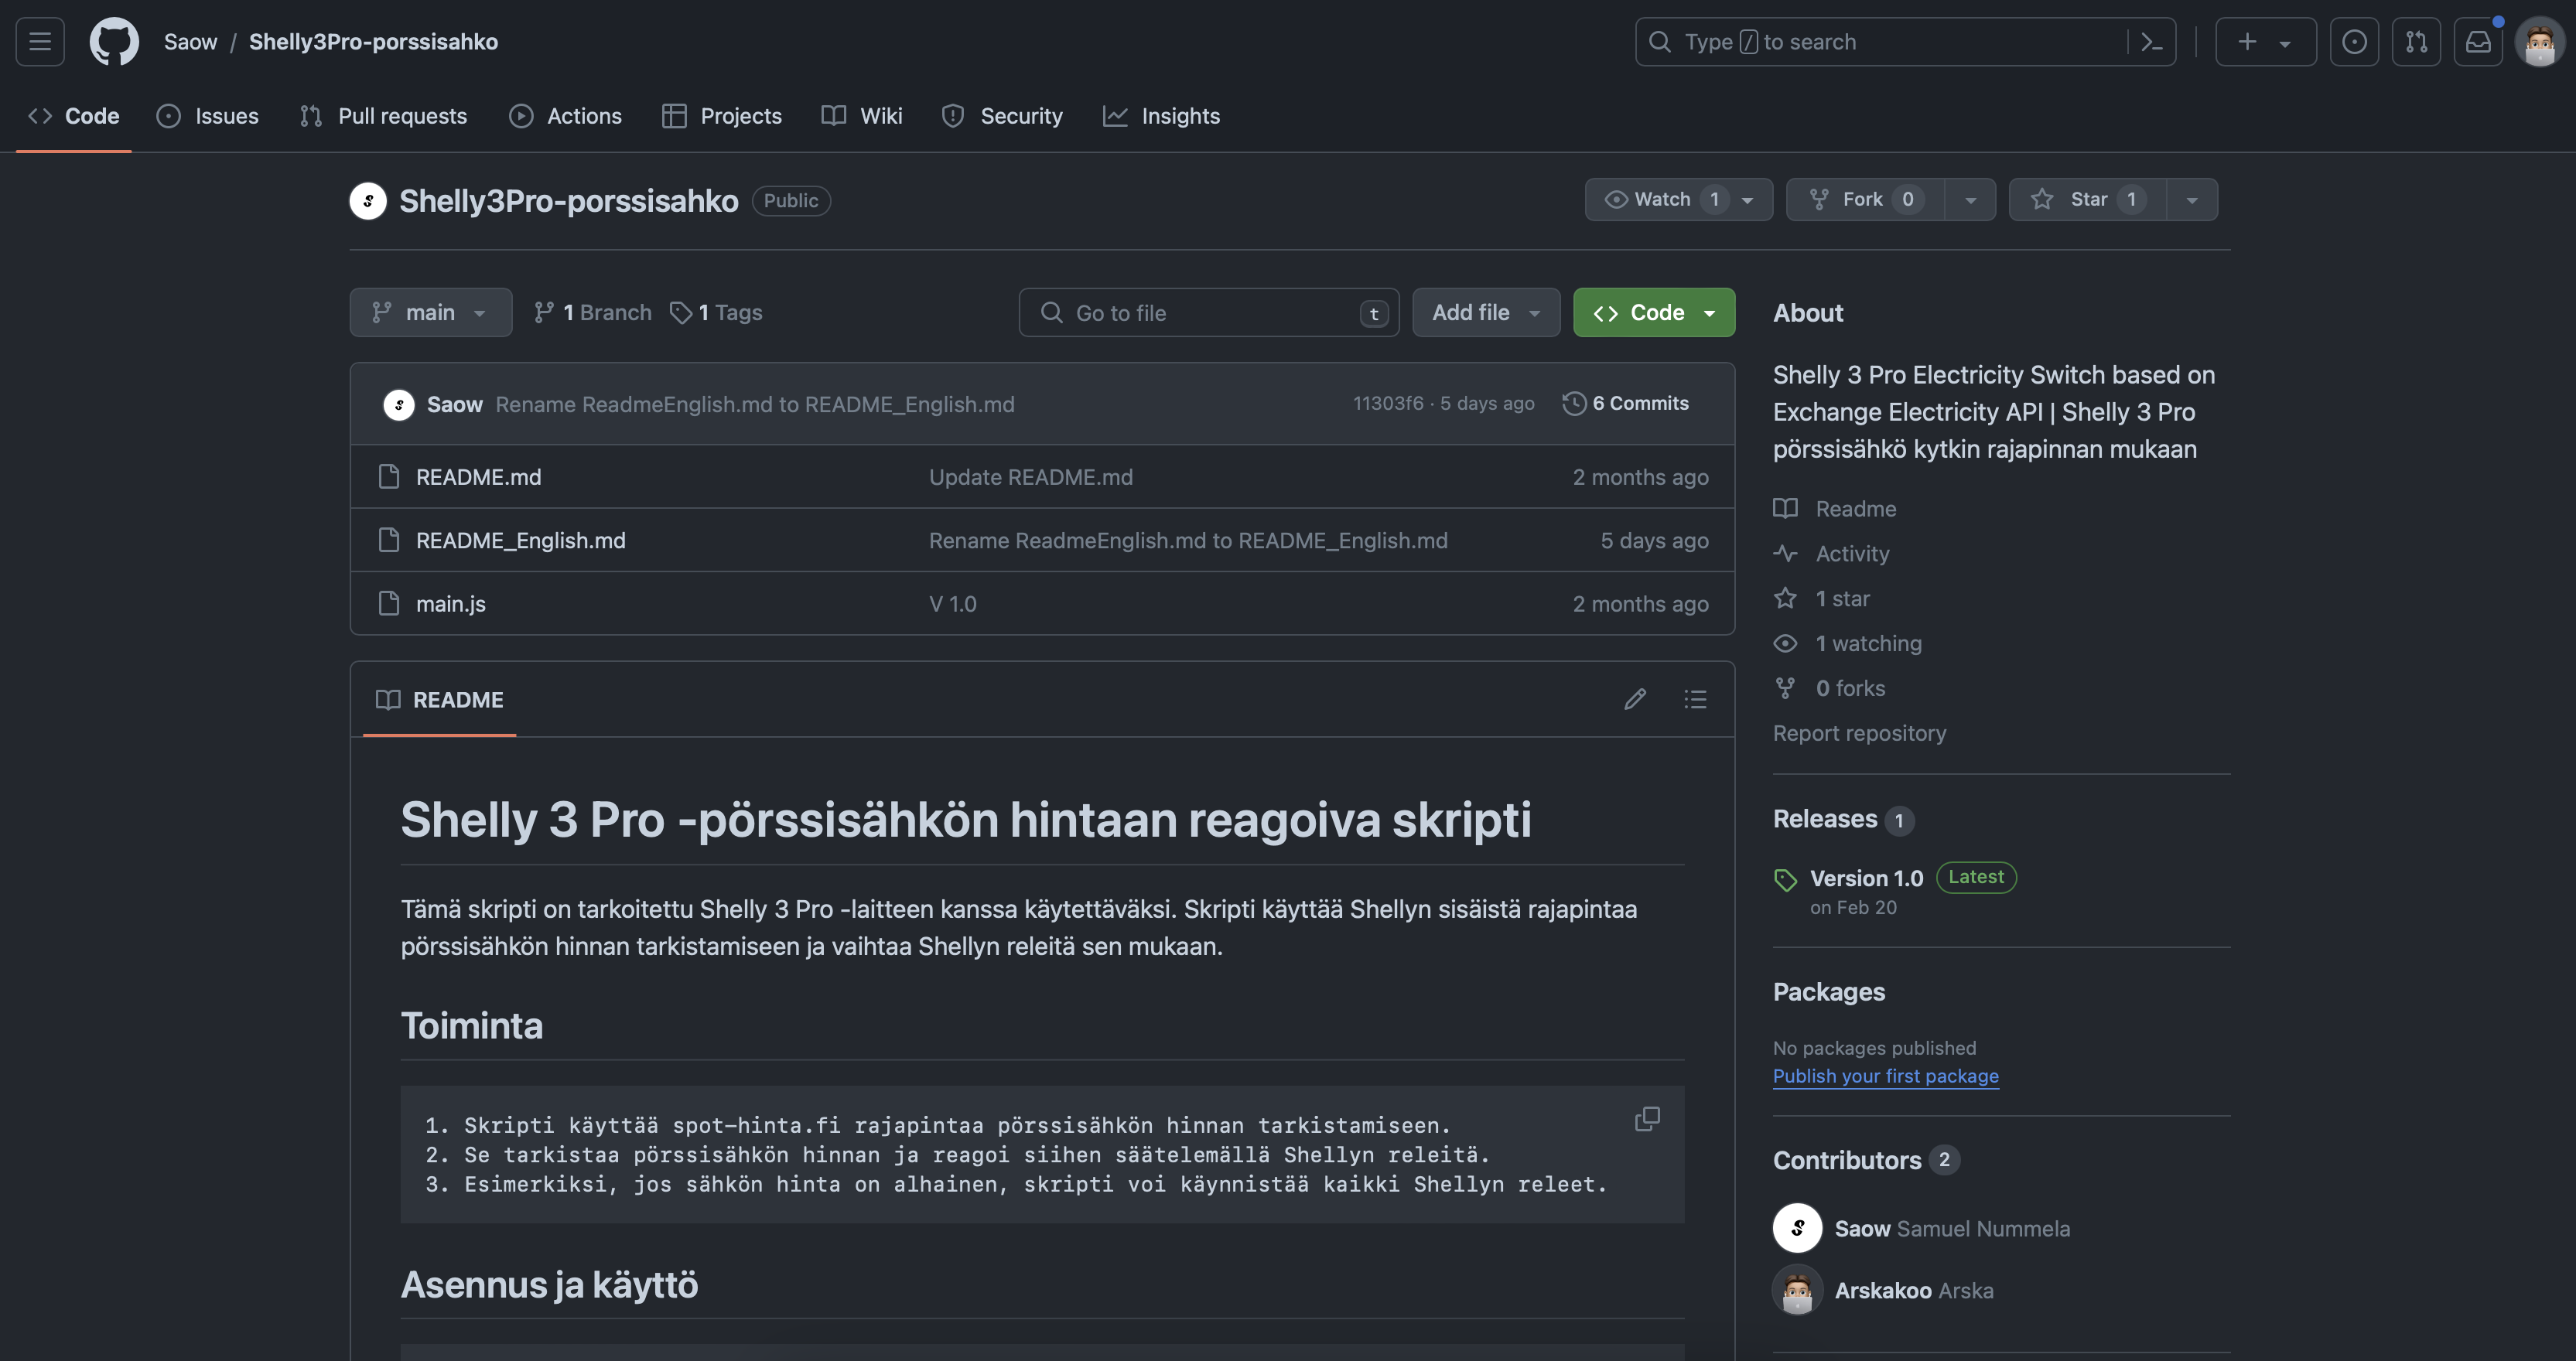 Saow / Shelly3Pro-porssisahko
Type / to search
Code
Issues
Pull requests
Actions
Projects
Wiki
Security
Insights
Shelly3Pro-porssisahko Public
Watch 1
Fork 0
Star 1
main
1 Branch
1 Tags
Go to file t
Add file
Code
Saow Rename ReadmeEnglish.md to README_English.md 11303f6 · 5 days ago 6 Commits
README.md Update README.md 2 months ago
README_English.md Rename ReadmeEnglish.md to README_English.md 5 days ago
main.js V 1.0 2 months ago
README
Shelly 3 Pro -pörssisähkön hintaan reagoiva skripti
Tämä skripti on tarkoitettu Shelly 3 Pro -laitteen kanssa käytettäväksi. Skripti käyttää Shellyn sisäistä rajapintaa
pörssisähkön hinnan tarkistamiseen ja vaihtaa Shellyn releitä sen mukaan.
Toiminta
1. Skripti käyttää spot-hinta.fi rajapintaa pörssisähkön hinnan tarkistamiseen.
2. Se tarkistaa pörssisähkön hinnan ja reagoi siihen säätelemällä Shellyn releitä.
3. Esimerkiksi, jos sähkön hinta on alhainen, skripti voi käynnistää kaikki Shellyn releet.
Asennus ja käyttö
About
Shelly 3 Pro Electricity Switch based on
Exchange Electricity API | Shelly 3 Pro
pörssisähkö kytkin rajapinnan mukaan
Readme
Activity
1 star
1 watching
0 forks
Report repository
Releases 1
Version 1.0 Latest
on Feb 20
Packages
No packages published
Publish your first package
Contributors 2
Saow Samuel Nummela
Arskakoo Arska